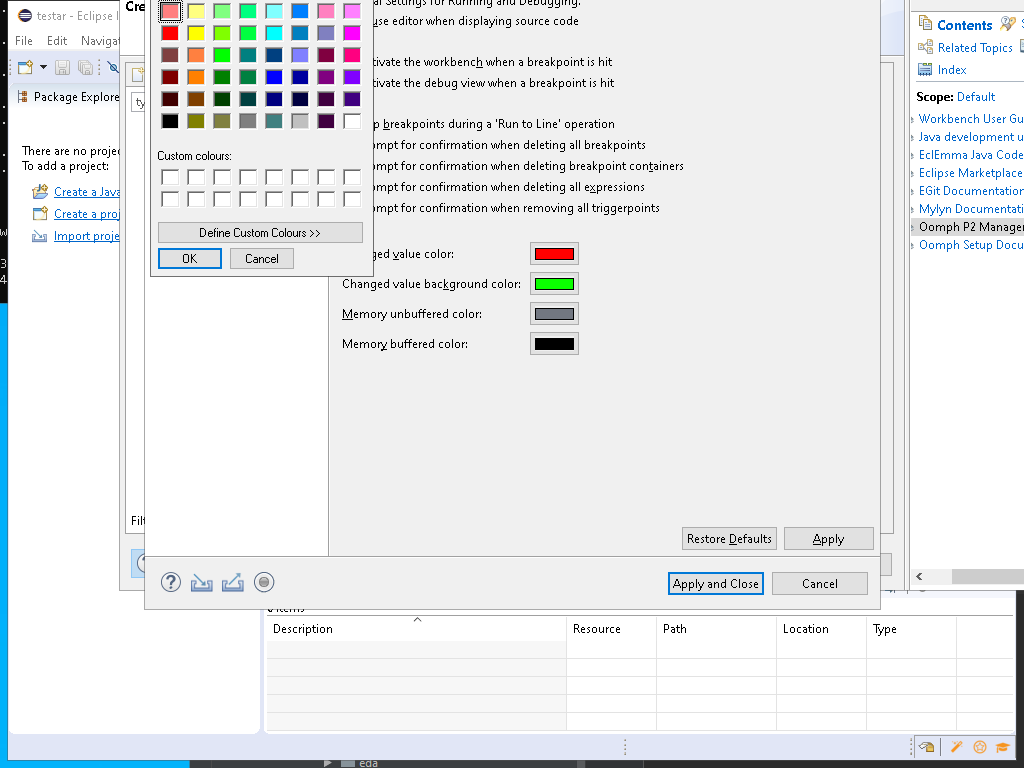 testar - Eclipse I
File Edit Navigat
Package Explore
There are no projec
To add a project:
Create a Java
Create a proj
Import proje
Cre
ty
Filt
Custom colours:
Define Custom Colours >>
OK
Cancel
al Settings for Running and Debugging.
use editor when displaying source code
tivate the workbench when a breakpoint is hit
tivate the debug view when a breakpoint is hit
p breakpoints during a 'Run to Line' operation
ompt for confirmation when deleting all breakpoints
ompt for confirmation when deleting breakpoint containers
ompt for confirmation when deleting all expressions
ompt for confirmation when removing all triggerpoints
ged value color:
Changed value background color:
Memory unbuffered color:
Memory buffered color:
Restore Defaults
Apply
Apply and Close
Cancel
Contents
Related Topics
Index
Scope: Default
Workbench User Gu
Java development u
EclEmma Java Code
Eclipse Marketplace
EGit Documentation
Mylyn Documentati
Oomph P2 Manager
Oomph Setup Docu
items
Description Resource Path Location Type
eda